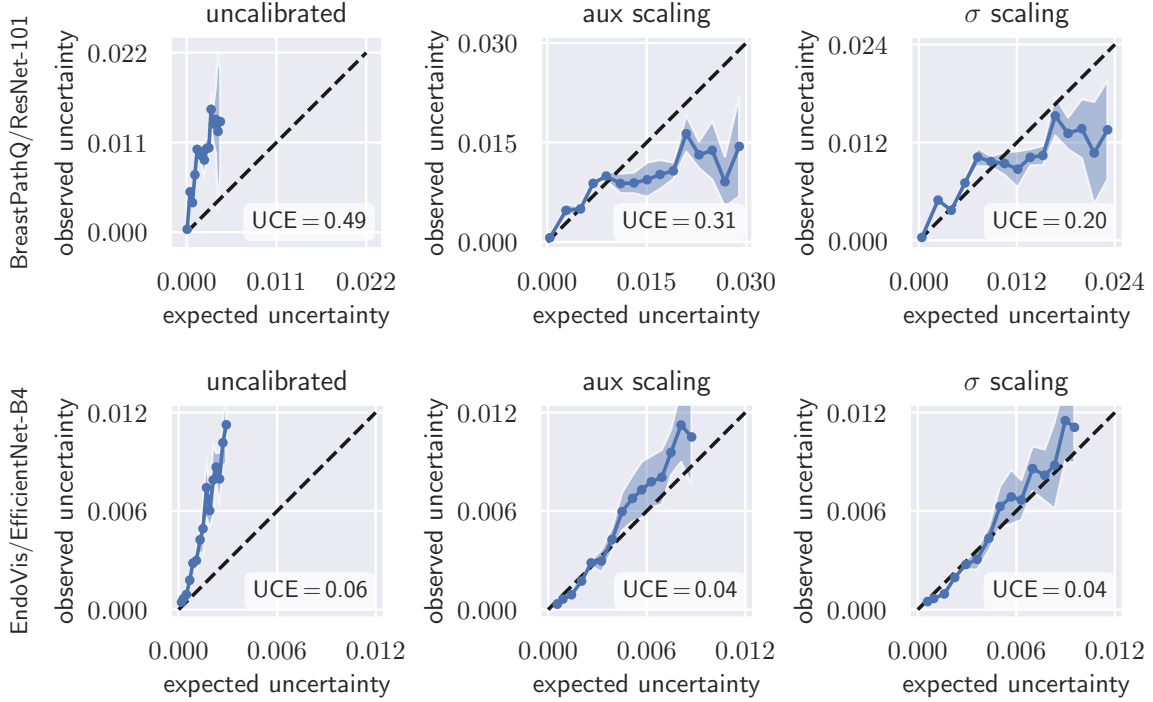 BreastPathQ/ResNet-101
uncalibrated
observed uncertainty
0.022
0.011
0.000
UCE = 0.49
0.000 0.011 0.022
expected uncertainty
aux scaling
observed uncertainty
0.030
0.015
0.000
UCE = 0.31
0.000 0.015 0.030
expected uncertainty
σ scaling
observed uncertainty
0.024
0.012
0.000
UCE = 0.20
0.000 0.012 0.024
expected uncertainty
EndoVis/EfficientNet-B4
uncalibrated
observed uncertainty
0.012
0.006
0.000
UCE = 0.06
0.000 0.006 0.012
expected uncertainty
aux scaling
observed uncertainty
0.012
0.006
0.000
UCE = 0.04
0.000 0.006 0.012
expected uncertainty
σ scaling
observed uncertainty
0.012
0.006
0.000
UCE = 0.04
0.000 0.006 0.012
expected uncertainty